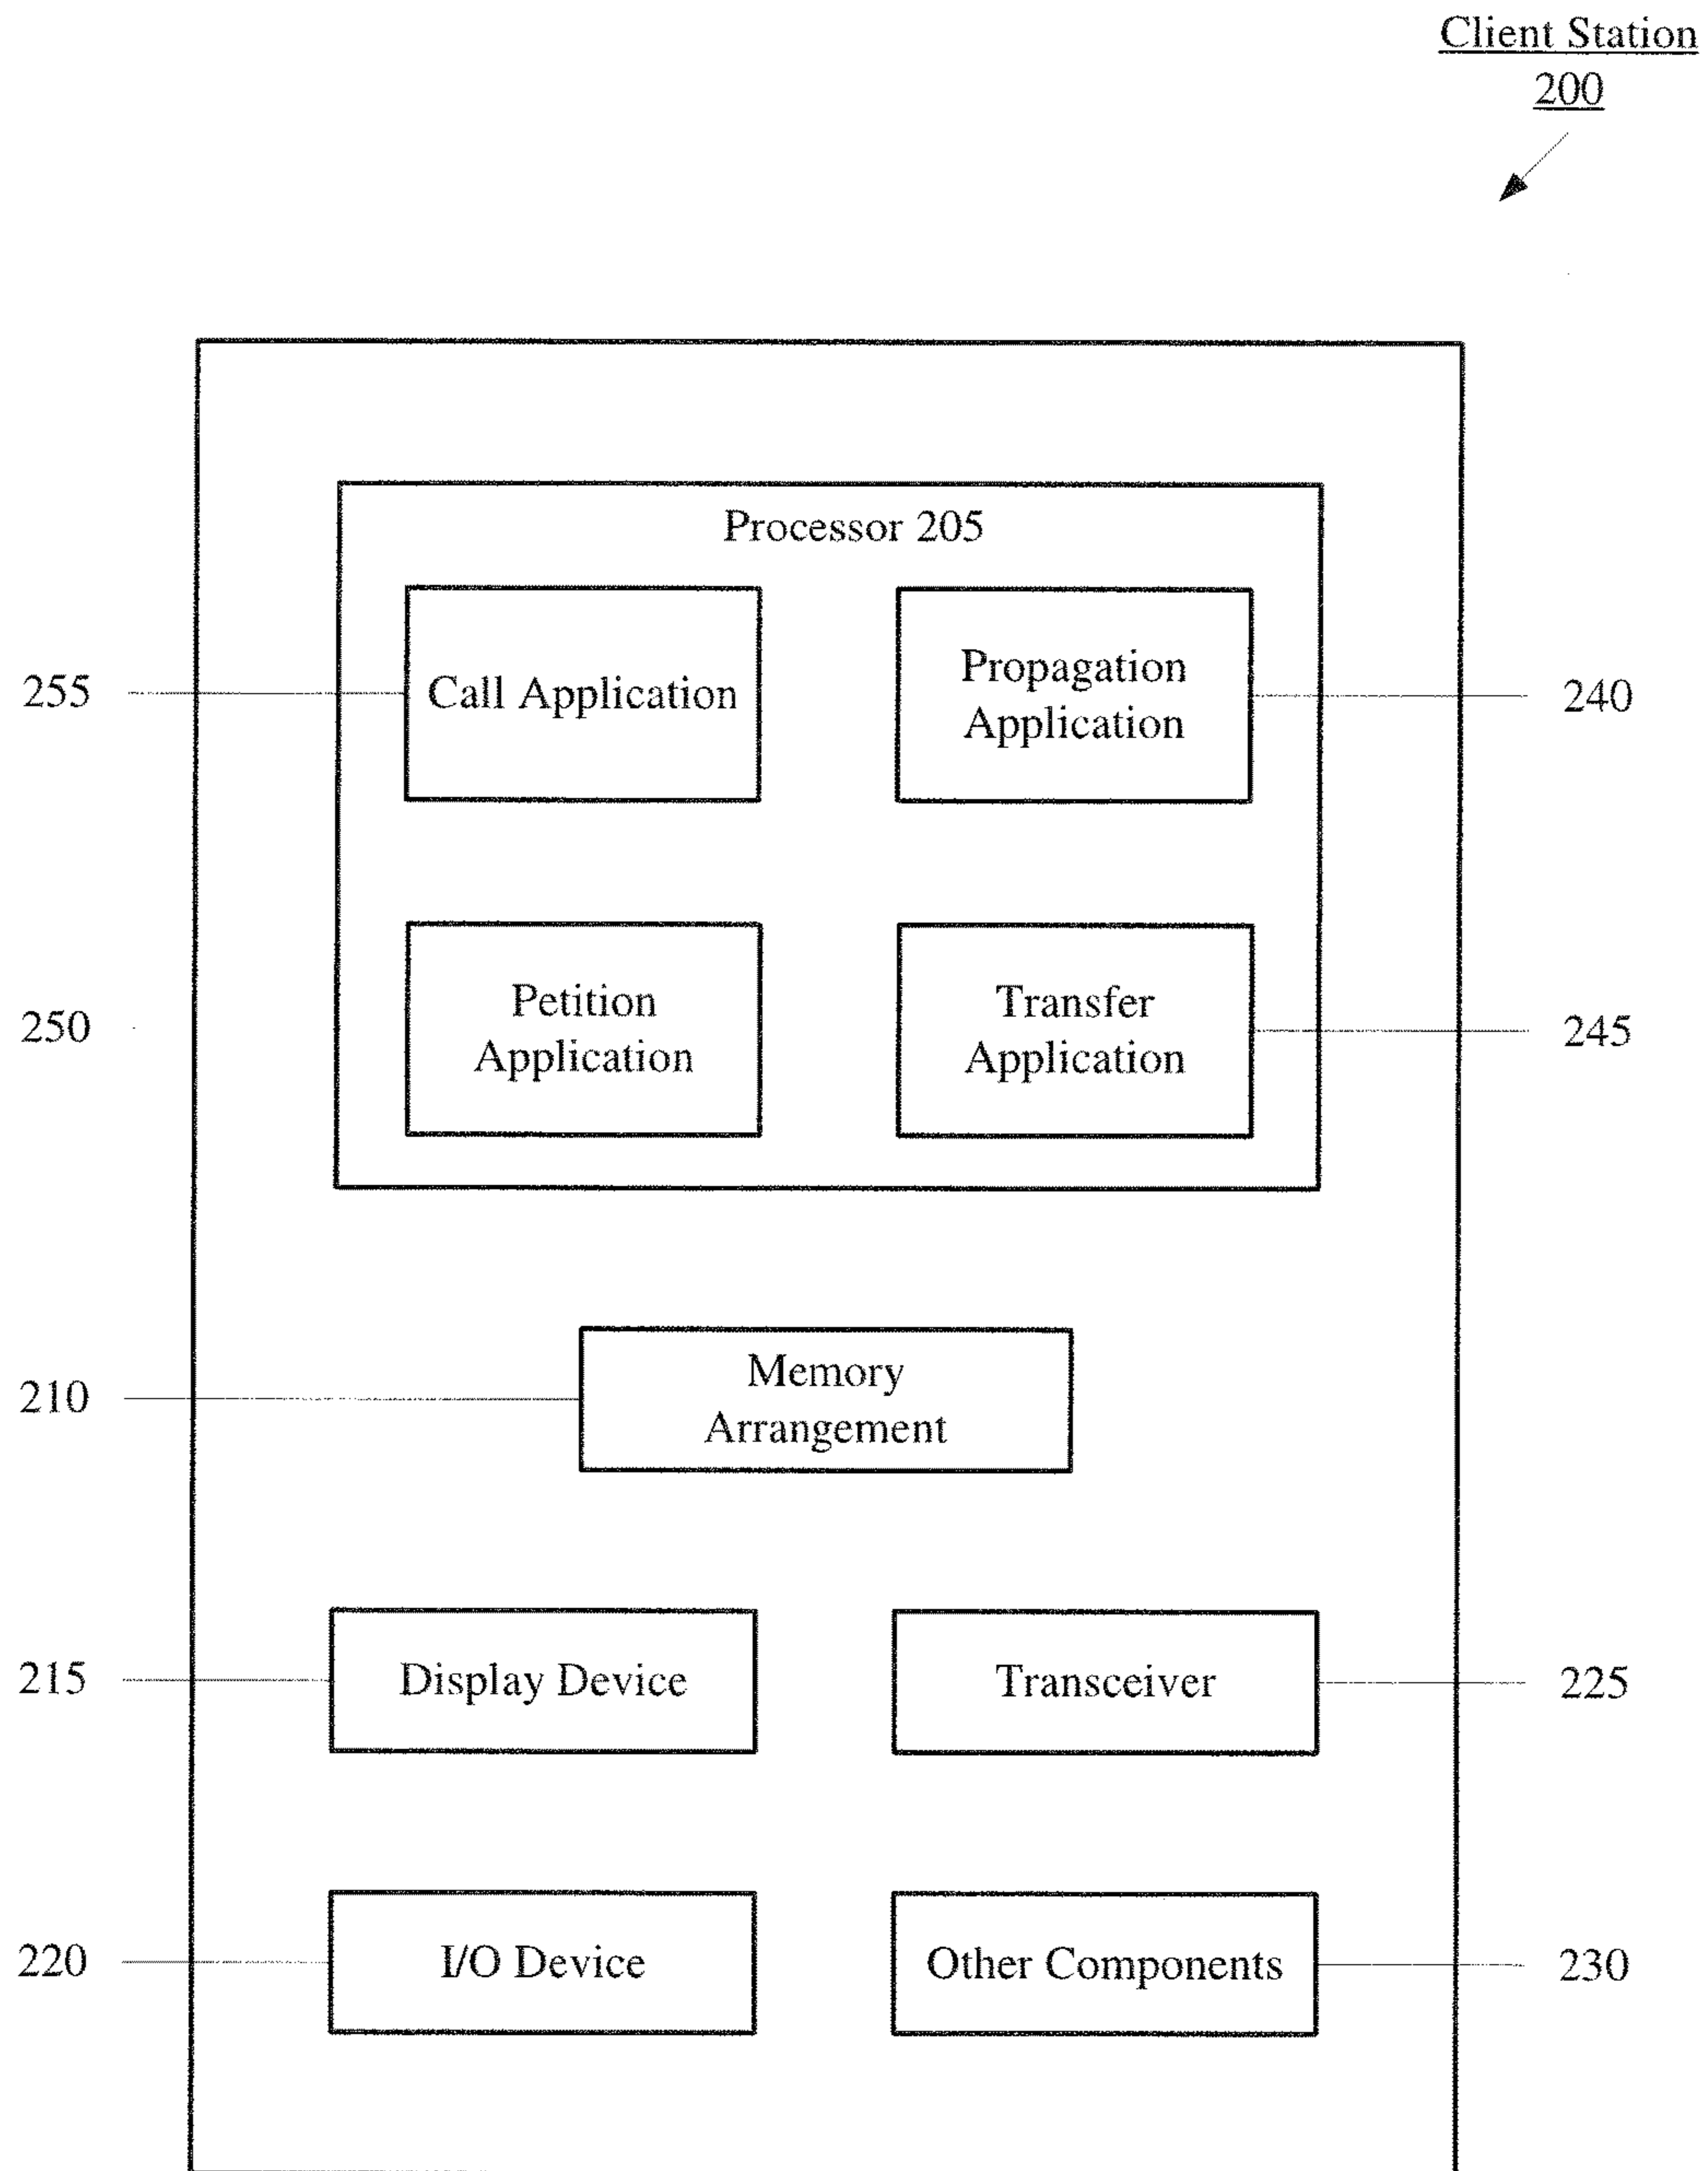 Client Station
200
Processor 205
255
Call Application
Propagation
Application
240
250
Petition
Application
Transfer
Application
245
210
Memory
Arrangement
215
Display Device
Transceiver
225
220
I/O Device
Other Components
230